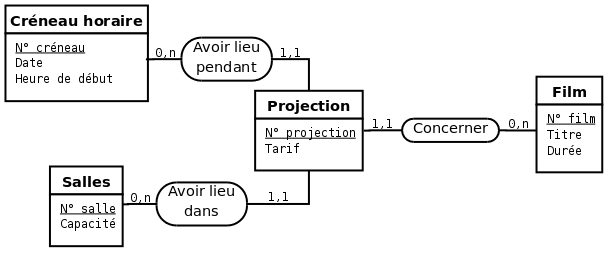 Créneau horaire
N° créneau
Date
Heure de début
0,n
Avoir lieu
pendant
1,1
Projection
N° projection
Tarif
1,1
Concerner
0,n
Film
N° film
Titre
Durée
Salles
N° salle
Capacité
0,n
Avoir lieu
dans
1,1